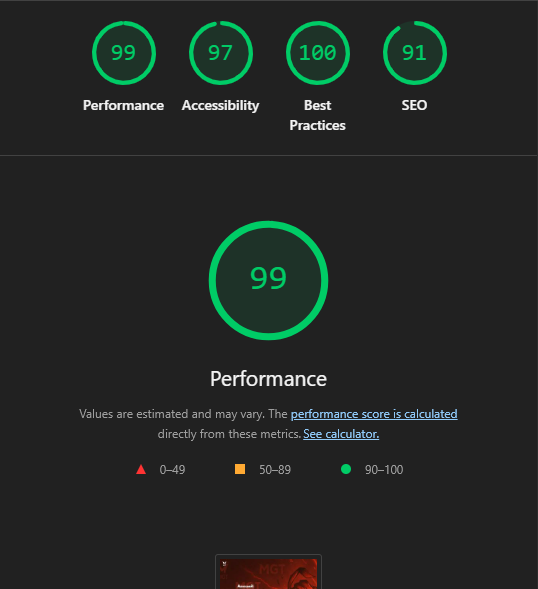 99
97
100
91
Performance
Accessibility
Best
Practices
SEO
99
Performance
Values are estimated and may vary. The performance score is calculated
directly from these metrics. See calculator.
0–49
50–89
90–100
MGT